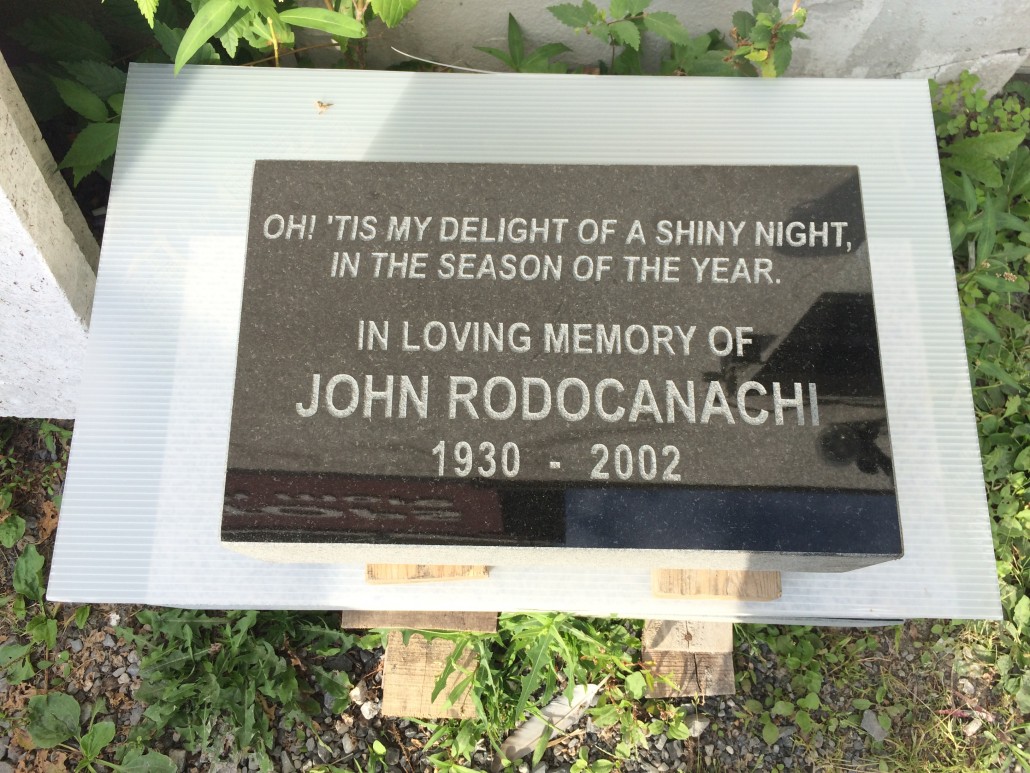 OH! 'TIS MY DELIGHT OF A SHINY NIGHT,
IN THE SEASON OF THE YEAR.
IN LOVING MEMORY OF
JOHN RODOCANACHI
1930 - 2002